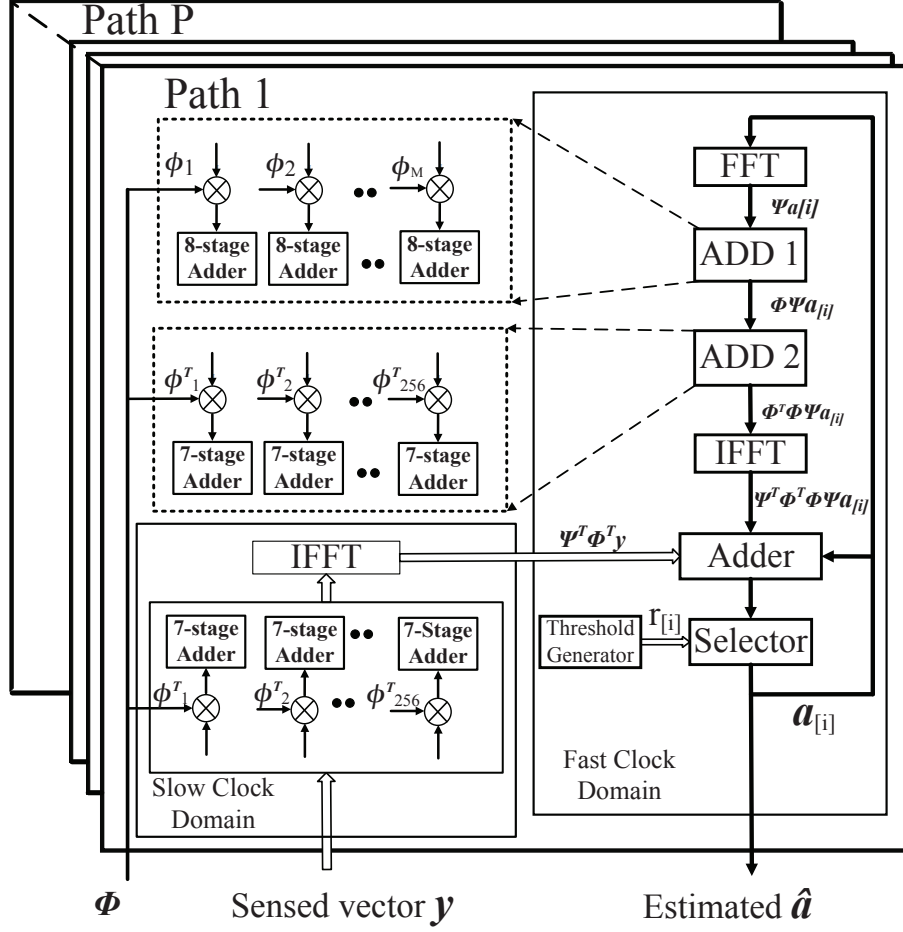 Path P
Path 1
ϕ1
ϕ2
ϕM
8-stage
Adder
8-stage
Adder
8-stage
Adder
ϕT1
ϕT2
ϕT256
7-stage
Adder
7-stage
Adder
7-stage
Adder
FFT
Ψa[i]
ADD 1
ΦΨa[i]
ADD 2
ΦTΦΨa[i]
IFFT
ΨTΦTΦΨa[i]
IFFT
ΨTΦTy
Adder
7-stage
Adder
7-stage
Adder
7-Stage
Adder
ϕT1
ϕT2
ϕT256
Threshold
Generator
r[i]
Selector
a[i]
Slow Clock
Domain
Fast Clock
Domain
Φ
Sensed vector y
Estimated â